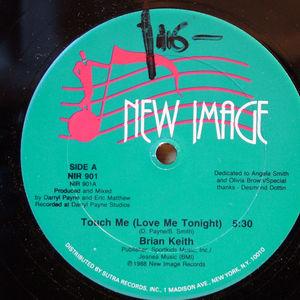 NEW IMAGE
SIDE A
NIR 901
NIR 901A
Produced and Mixed
by Darryl Payne and Eric Matthew
Recorded at Darryl Payne Studios
Dedicated to Angela Smith
and Olivia Brown/Special
thanks - Desmond Dottin
Touch Me (Love Me Tonight) 5:30
(D. Payne/B. Smith)
Brian Keith
Publisher, Sportkids Music, Inc./
Jesnea Music (BMI)
℗ 1988 New Image Records
DISTRIBUTED BY SUTRA RECORDS, INC., 1 MADISON AVE., NEW YORK, N.Y. 10010